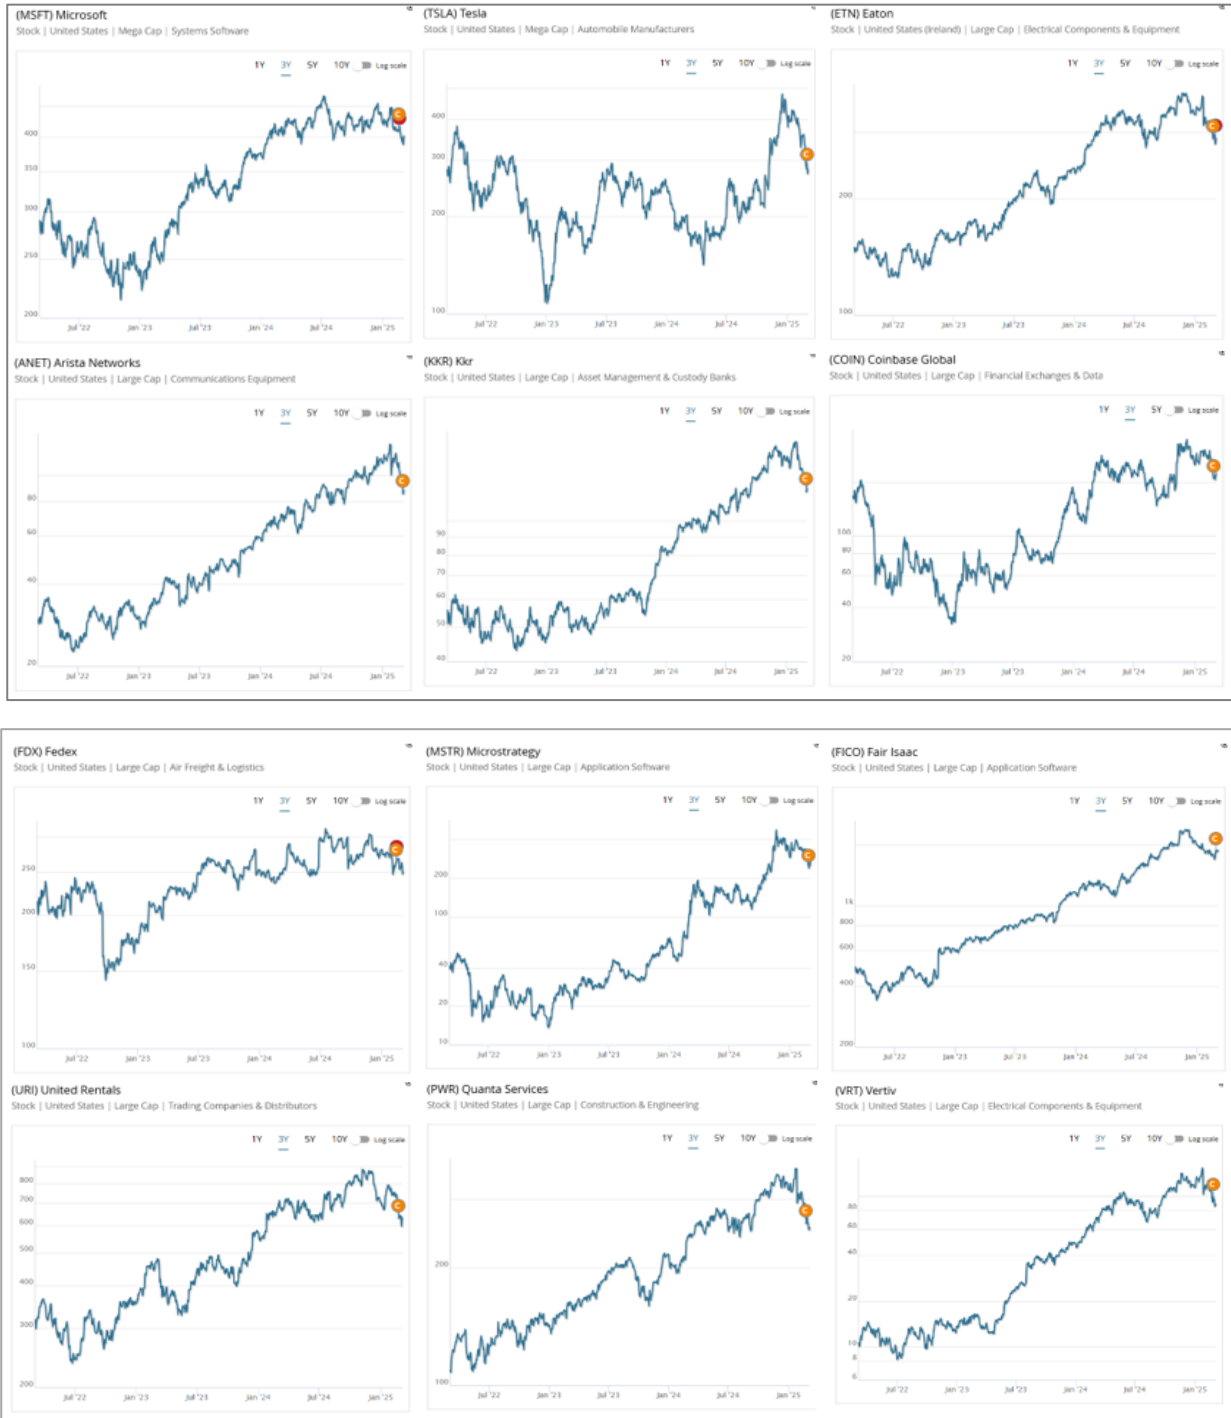 (MSFT) Microsoft
Stock | United States | Mega Cap | Systems Software
1Y 3Y 5Y 10Y Log scale
400
350
300
250
200
Jul '22 Jan '23 Jul '23 Jan '24 Jul '24 Jan '25
C
(TSLA) Tesla
Stock | United States | Mega Cap | Automobile Manufacturers
1Y 3Y 5Y 10Y Log scale
400
300
200
100
Jul '22 Jan '23 Jul '23 Jan '24 Jul '24 Jan '25
C
(ETN) Eaton
Stock | United States (Ireland) | Large Cap | Electrical Components & Equipment
1Y 3Y 5Y 10Y Log scale
200
100
Jul '22 Jan '23 Jul '23 Jan '24 Jul '24 Jan '25
C
(ANET) Arista Networks
Stock | United States | Large Cap | Communications Equipment
1Y 3Y 5Y 10Y Log scale
80
60
40
20
Jul '22 Jan '23 Jul '23 Jan '24 Jul '24 Jan '25
C
(KKR) Kkr
Stock | United States | Large Cap | Asset Management & Custody Banks
1Y 3Y 5Y 10Y Log scale
90
80
70
60
50
40
Jul '22 Jan '23 Jul '23 Jan '24 Jul '24 Jan '25
C
(COIN) Coinbase Global
Stock | United States | Large Cap | Financial Exchanges & Data
1Y 3Y 5Y Log scale
100
80
60
40
20
Jul '22 Jan '23 Jul '23 Jan '24 Jul '24 Jan '25
C
(FDX) Fedex
Stock | United States | Large Cap | Air Freight & Logistics
1Y 3Y 5Y 10Y Log scale
250
200
150
100
Jul '22 Jan '23 Jul '23 Jan '24 Jul '24 Jan '25
C
(MSTR) Microstrategy
Stock | United States | Large Cap | Application Software
1Y 3Y 5Y 10Y Log scale
200
100
40
20
10
Jul '22 Jan '23 Jul '23 Jan '24 Jul '24 Jan '25
C
(FICO) Fair Isaac
Stock | United States | Large Cap | Application Software
1Y 3Y 5Y 10Y Log scale
1k
800
600
400
200
Jul '22 Jan '23 Jul '23 Jan '24 Jul '24 Jan '25
C
(URI) United Rentals
Stock | United States | Large Cap | Trading Companies & Distributors
1Y 3Y 5Y 10Y Log scale
800
700
600
500
400
300
200
Jul '22 Jan '23 Jul '23 Jan '24 Jul '24 Jan '25
C
(PWR) Quanta Services
Stock | United States | Large Cap | Construction & Engineering
1Y 3Y 5Y 10Y Log scale
200
100
Jul '22 Jan '23 Jul '23 Jan '24 Jul '24 Jan '25
C
(VRT) Vertiv
Stock | United States | Large Cap | Electrical Components & Equipment
1Y 3Y 5Y 10Y Log scale
80
60
40
20
10
8
6
Jul '22 Jan '23 Jul '23 Jan '24 Jul '24 Jan '25
C